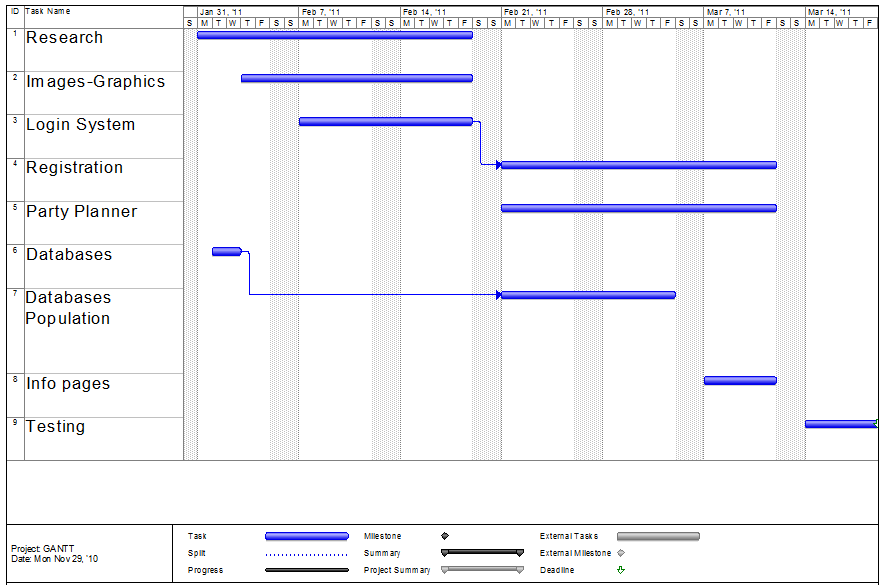 ID Task Name Jan 31, '11 Feb 7, '11 Feb 14, '11 Feb 21, '11 Feb 28, '11 Mar 7, '11 Mar 14, '11
S M T W T F S S M T W T F S S M T W T F S S M T W T F S S M T W T F S S M T W T F S S M T W T F
1 Research
2 Images-Graphics
3 Login System
4 Registration
5 Party Planner
6 Databases
7 Databases
Population
8 Info pages
9 Testing
Project: GANTT
Date: Mon Nov 29, '10
Task Milestone External Tasks
Split Summary External Milestone
Progress Project Summary Deadline